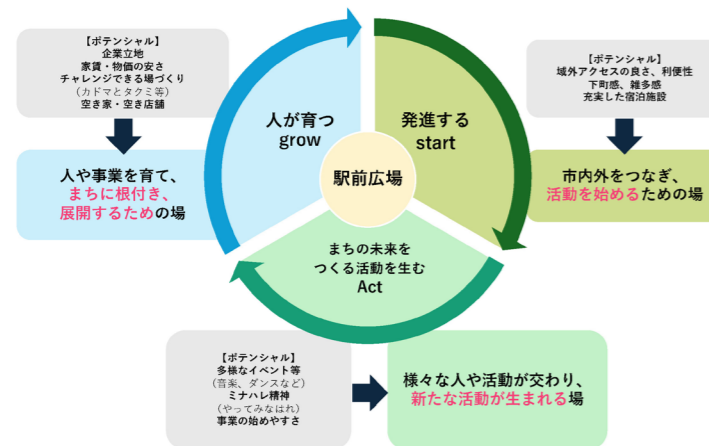 【ポテンシャル】
企業立地
家賃・物価の安さ
チャレンジできる場づくり
（カドマとタクミ等）
空き家・空き店舗
人や事業を育て、
まちに根付き、
展開するための場
人が育つ
grow
発進する
start
駅前広場
まちの未来を
つくる活動を生む
Act
【ポテンシャル】
域外アクセスの良さ、利便性
下町感、雑多感
充実した宿泊施設
市内外をつなぎ、
活動を始めるための場
【ポテンシャル】
多様なイベント等
（音楽、ダンスなど）
ミナハレ精神
（やってみなはれ）
事業の始めやすさ
様々な人や活動が交わり、
新たな活動が生まれる場